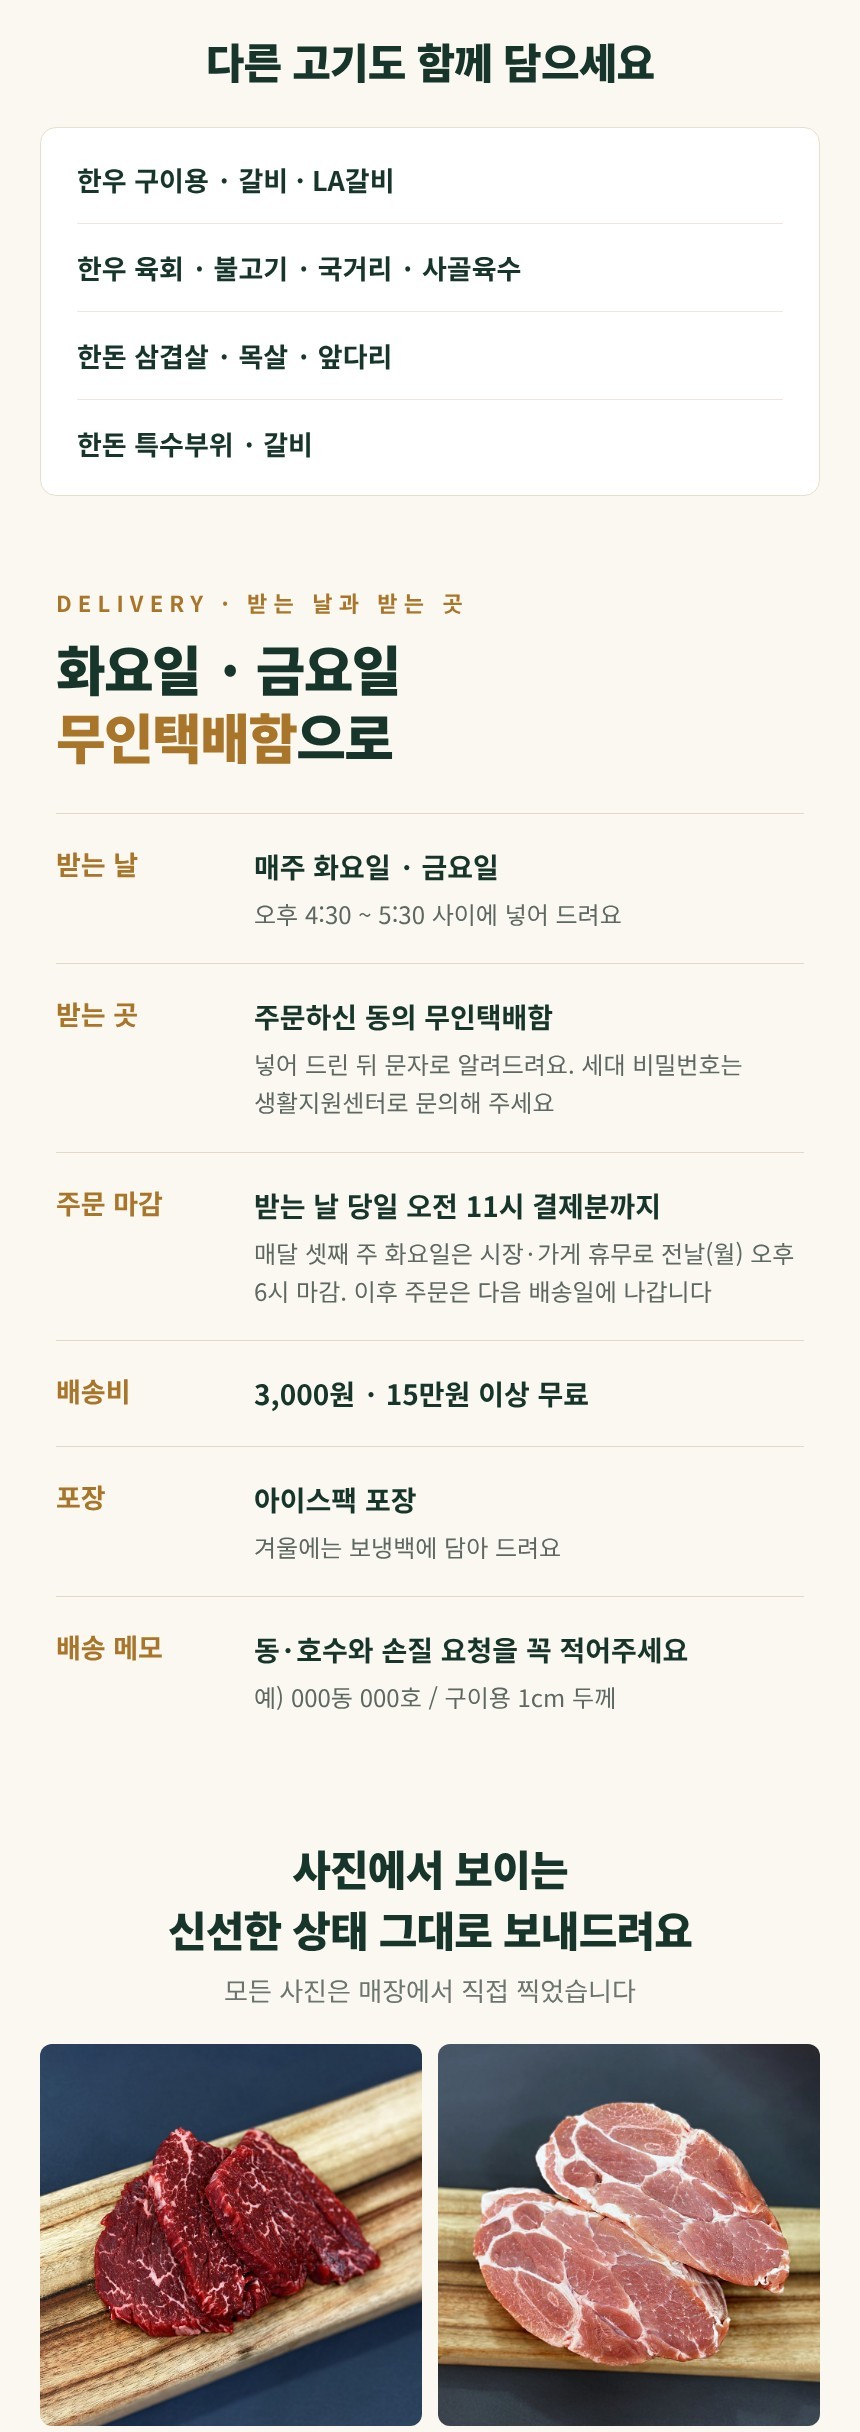 다른 고기도 함께 담으세요
한우 구이용 · 갈비 · LA갈비
한우 육회 · 불고기 · 국거리 · 사골육수
한돈 삼겹살 · 목살 · 앞다리
한돈 특수부위 · 갈비
DELIVERY · 받는 날과 받는 곳
화요일 · 금요일
무인택배함으로
받는 날
매주 화요일 · 금요일
오후 4:30 ~ 5:30 사이에 넣어 드려요
받는 곳
주문하신 동의 무인택배함
넣어 드린 뒤 문자로 알려드려요. 세대 비밀번호는
생활지원센터로 문의해 주세요
주문 마감
받는 날 당일 오전 11시 결제분까지
매달 셋째 주 화요일은 시장·가게 휴무로 전날(월) 오후
6시 마감. 이후 주문은 다음 배송일에 나갑니다
배송비
3,000원 · 15만원 이상 무료
포장
아이스팩 포장
겨울에는 보냉백에 담아 드려요
배송 메모
동·호수와 손질 요청을 꼭 적어주세요
예) 000동 000호 / 구이용 1cm 두께
사진에서 보이는
신선한 상태 그대로 보내드려요
모든 사진은 매장에서 직접 찍었습니다